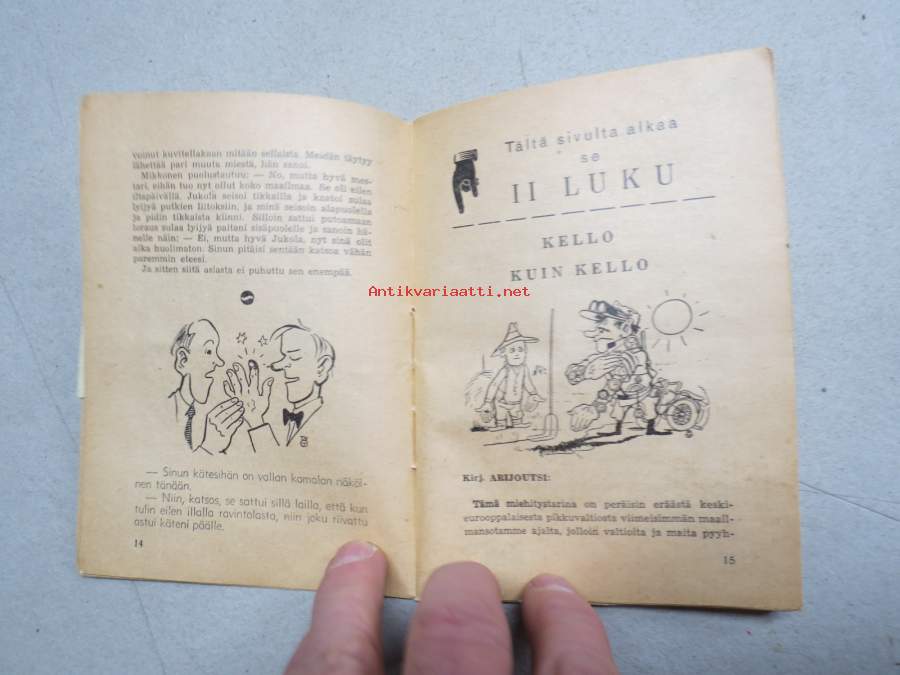 voinut kuvitellakaan mitään sellaista. Meidän täytyy
lähettää pari muuta miestä, hän sanoi.
Mikkonen puolustautuu: — No, mutta hyvä mes-
tari, eihän tuo nyt ollut koko maailmaa. Se oli eilen
iltapäivällä. Jukola seisoi tikkailla ja kaatoi sulaa
lyijyä putkien liitoksiin, ja minä seisoin alapuolella
ja pidin tikkaista kiinni. Silloin sattui putoamaan
loraus sulaa lyijyä paitani sisäpuolelle ja sanoin hä-
nelle näin: — Ei, mutta hyvä Jukola, nyt sinä olit
aika huolimaton. Sinun pitäisi sentään katsoa vähän
paremmin eteesi.
Ja sitten siitä asiasta ei puhuttu sen enempää.
— Sinun kätesihän on vallan kamalan näköi-
nen tänään.
— Niin, katsos, se sattui sillä lailla, että kun
tulin eilen illalla ravintolasta, niin joku riivattu
astui käteni päälle.
14
Tältä sivulta alkaa
se
II LUKU
KELLO
KUIN KELLO
Antikvariaatti.net
Kirj. ARIJOUTSI:
Tämä miehitystarina on peräisin eräästä keski-
eurooppalaisesta pikkuvaltiosta viimeisimmän maail-
mansotamme ajalta, jolloin valtioita ja maita pyyh-
15